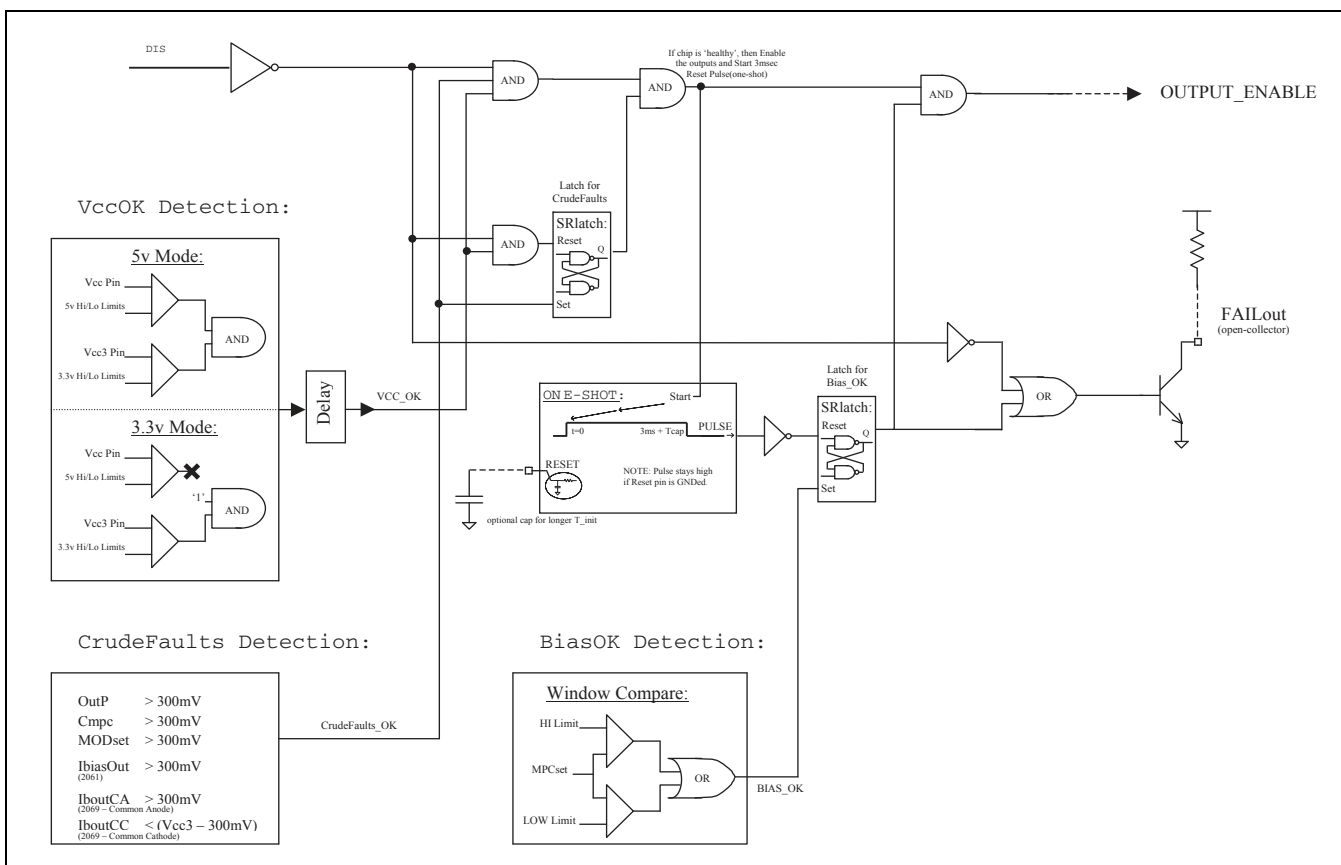 DIS
If chip is 'healthy', then Enable
the outputs and Start 3msec
Reset Pulse(one-shot)
AND
AND
AND
OUTPUT_ENABLE
Latch for
CrudeFaults
SRlatch:
Reset
Q
Set
AND
VccOK Detection:
5v Mode:
Vcc Pin
5v Hi/Lo Limits
AND
Vcc3 Pin
3.3v Hi/Lo Limits
3.3v Mode:
Vcc Pin
5v Hi/Lo Limits
'1'
AND
Vcc3 Pin
3.3v Hi/Lo Limits
Delay
VCC_OK
ONE-SHOT:
Start
PULSE
t=0
3ms + Tcap
RESET
NOTE: Pulse stays high
if Reset pin is GNDed.
optional cap for longer T_init
Latch for
Bias_OK
SRlatch:
Reset
Q
Set
OR
FAILout
(open-collector)
CrudeFaults Detection:
OutP > 300mV
Cmpc > 300mV
MODset > 300mV
IbiasOut > 300mV
(2061)
IboutCA > 300mV
(2069 – Common Anode)
IboutCC < (Vcc3 – 300mV)
(2069 – Common Cathode)
CrudeFaults_OK
BiasOK Detection:
Window Compare:
HI Limit
MPCset
OR
LOW Limit
BIAS_OK